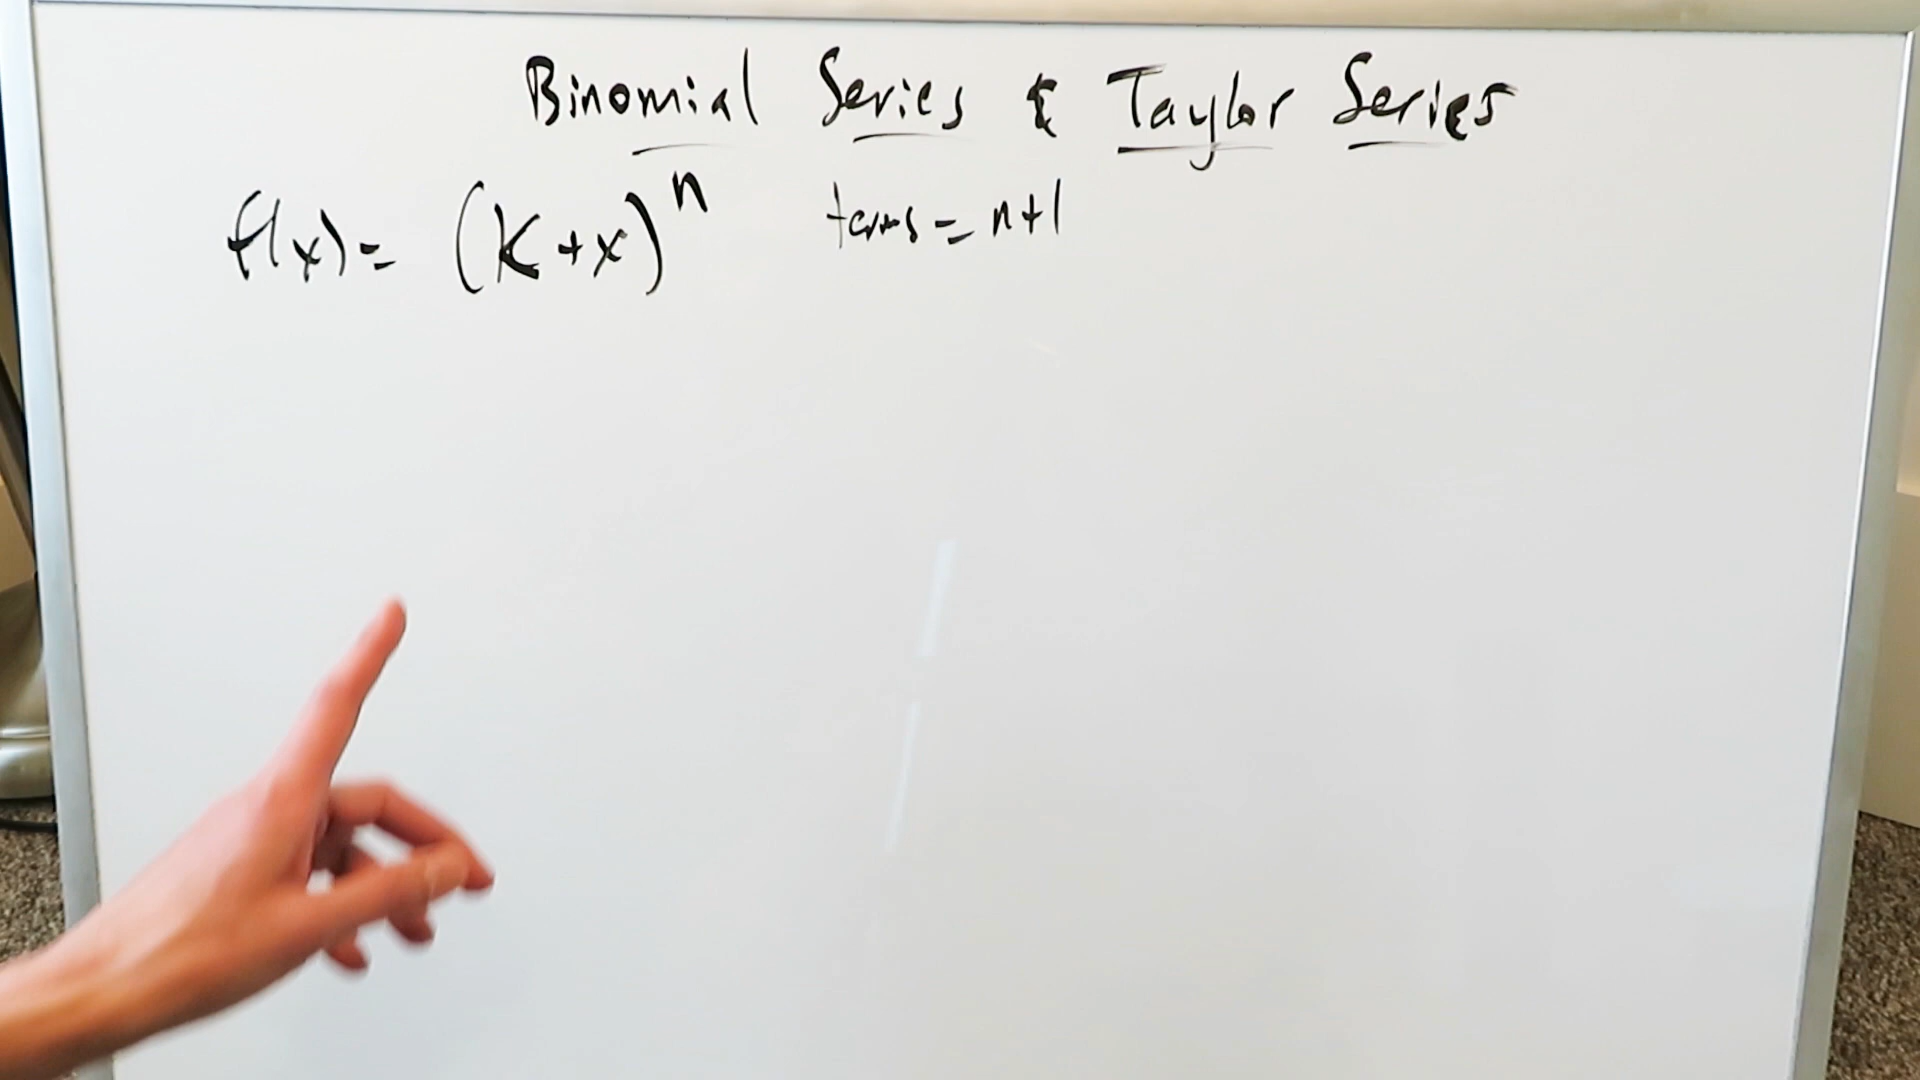 Binomial Series & Taylor Series
f(x) = (k+x)^n terms = n+1